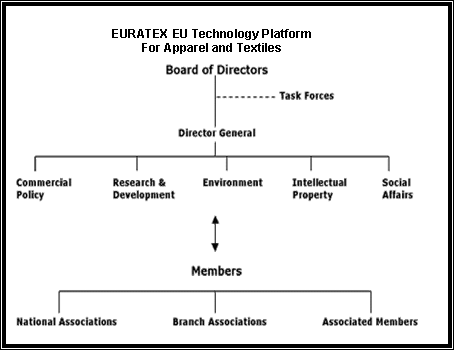 EURATEX EU Technology Platform
For Apparel and Textiles
Board of Directors
Task Forces
Director General
Commercial
Policy
Research &
Development
Environment
Intellectual
Property
Social
Affairs
Members
National Associations
Branch Associations
Associated Members